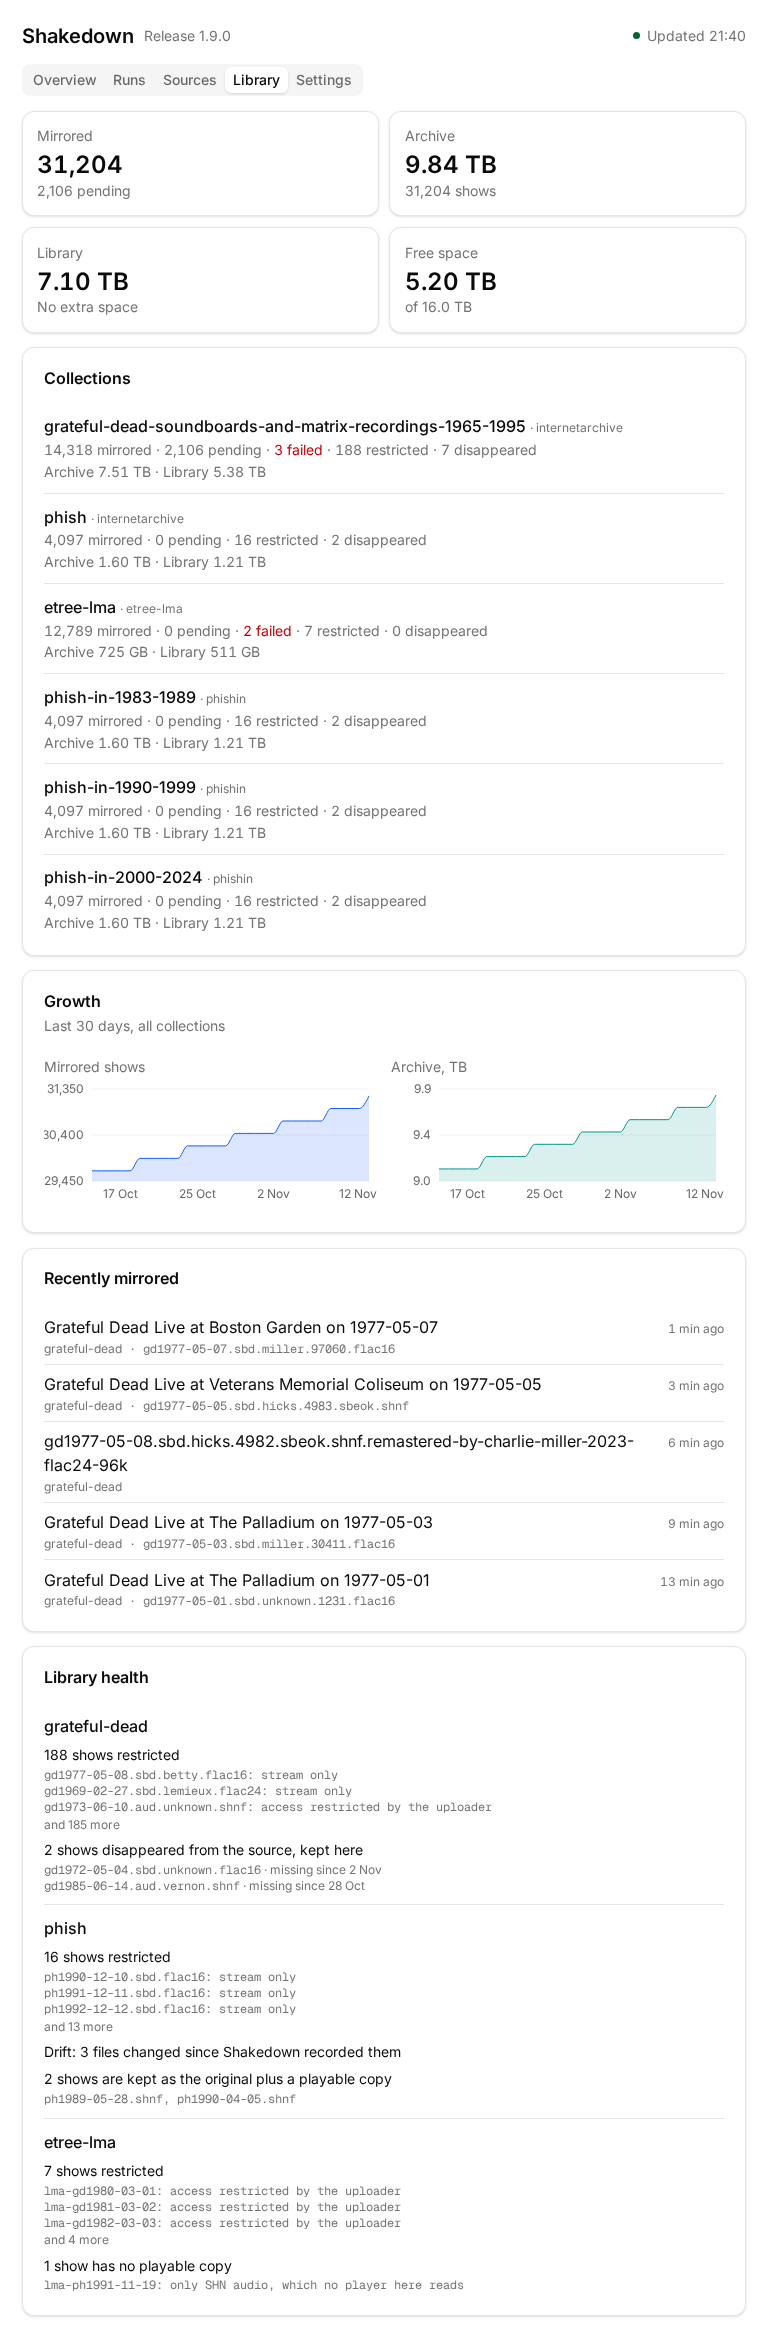 Shakedown Release 1.9.0
Updated 21:40
Overview Runs Sources Library Settings
Mirrored
31,204
2,106 pending
Archive
9.84 TB
31,204 shows
Library
7.10 TB
No extra space
Free space
5.20 TB
of 16.0 TB
Collections
grateful-dead-soundboards-and-matrix-recordings-1965-1995 · internetarchive
14,318 mirrored · 2,106 pending · 3 failed · 188 restricted · 7 disappeared
Archive 7.51 TB · Library 5.38 TB
phish · internetarchive
4,097 mirrored · 0 pending · 16 restricted · 2 disappeared
Archive 1.60 TB · Library 1.21 TB
etree-lma · etree-lma
12,789 mirrored · 0 pending · 2 failed · 7 restricted · 0 disappeared
Archive 725 GB · Library 511 GB
phish-in-1983-1989 · phishin
4,097 mirrored · 0 pending · 16 restricted · 2 disappeared
Archive 1.60 TB · Library 1.21 TB
phish-in-1990-1999 · phishin
4,097 mirrored · 0 pending · 16 restricted · 2 disappeared
Archive 1.60 TB · Library 1.21 TB
phish-in-2000-2024 · phishin
4,097 mirrored · 0 pending · 16 restricted · 2 disappeared
Archive 1.60 TB · Library 1.21 TB
Growth
Last 30 days, all collections
Mirrored shows
31,350
30,400
29,450
17 Oct 25 Oct 2 Nov 12 Nov
Archive, TB
9.9
9.4
9.0
17 Oct 25 Oct 2 Nov 12 Nov
Recently mirrored
Grateful Dead Live at Boston Garden on 1977-05-07 1 min ago
grateful-dead · gd1977-05-07.sbd.miller.97060.flac16
Grateful Dead Live at Veterans Memorial Coliseum on 1977-05-05 3 min ago
grateful-dead · gd1977-05-05.sbd.hicks.4983.sbeok.shnf
gd1977-05-08.sbd.hicks.4982.sbeok.shnf.remastered-by-charlie-miller-2023- 6 min ago
flac24-96k
grateful-dead
Grateful Dead Live at The Palladium on 1977-05-03 9 min ago
grateful-dead · gd1977-05-03.sbd.miller.30411.flac16
Grateful Dead Live at The Palladium on 1977-05-01 13 min ago
grateful-dead · gd1977-05-01.sbd.unknown.1231.flac16
Library health
grateful-dead
188 shows restricted
gd1977-05-08.sbd.betty.flac16: stream only
gd1969-02-27.sbd.lemieux.flac24: stream only
gd1973-06-10.aud.unknown.shnf: access restricted by the uploader
and 185 more
2 shows disappeared from the source, kept here
gd1972-05-04.sbd.unknown.flac16 · missing since 2 Nov
gd1985-06-14.aud.vernon.shnf · missing since 28 Oct
phish
16 shows restricted
ph1990-12-10.sbd.flac16: stream only
ph1991-12-11.sbd.flac16: stream only
ph1992-12-12.sbd.flac16: stream only
and 13 more
Drift: 3 files changed since Shakedown recorded them
2 shows are kept as the original plus a playable copy
ph1989-05-28.shnf, ph1990-04-05.shnf
etree-lma
7 shows restricted
lma-gd1980-03-01: access restricted by the uploader
lma-gd1981-03-02: access restricted by the uploader
lma-gd1982-03-03: access restricted by the uploader
and 4 more
1 show has no playable copy
lma-ph1991-11-19: only SHN audio, which no player here reads